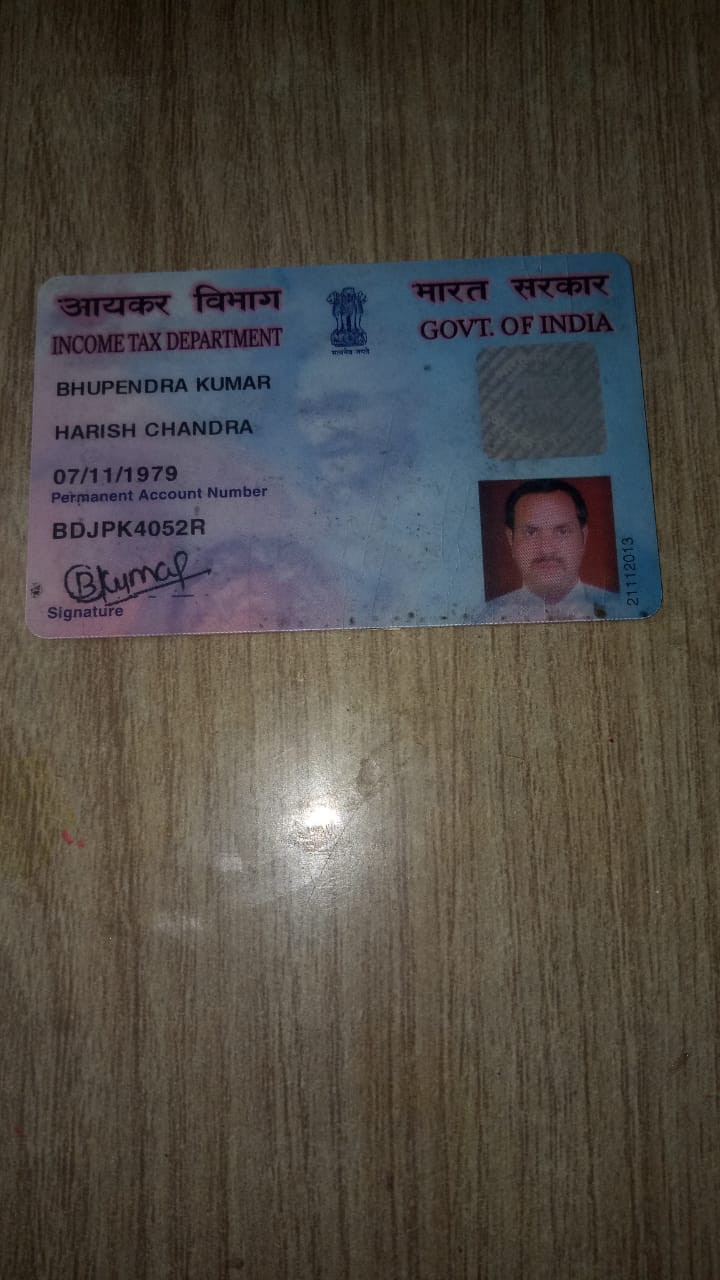 आयकर विभाग
INCOME TAX DEPARTMENT
भारत सरकार
GOVT. OF INDIA
सत्यमेव जयते
BHUPENDRA KUMAR
HARISH CHANDRA
07/11/1979
Permanent Account Number
BDJPK4052R
BKumar
Signature
21112013